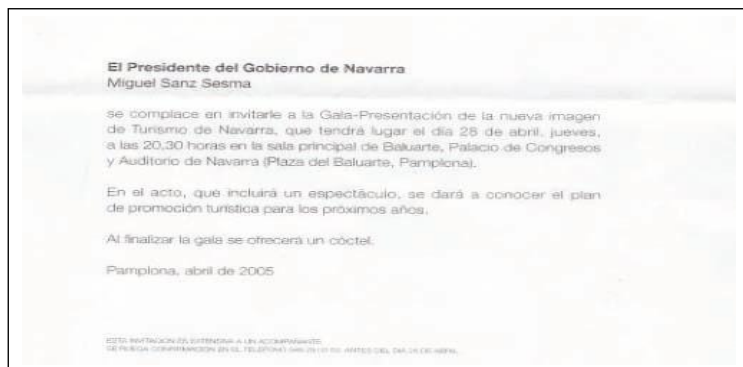 El Presidente del Gobierno de Navarra
Miguel Sanz Sesma
se complace en invitarle a la Gala-Presentación de la nueva imagen
de Turismo de Navarra, que tendrá lugar el día 28 de abril, jueves,
a las 20,30 horas en la sala principal de Baluarte, Palacio de Congresos
y Auditorio de Navarra (Plaza del Baluarte, Pamplona).
En el acto, que incluirá un espectáculo, se dará a conocer el plan
de promoción turística para los próximos años.
Al finalizar la gala se ofrecerá un cóctel.
Pamplona, abril de 2005
ESTA INVITACIÓN ES EXTENSIVA A UN ACOMPAÑANTE
SE RUEGA CONFIRMACIÓN EN EL TELÉFONO ANTES DEL DÍA DE ABRIL